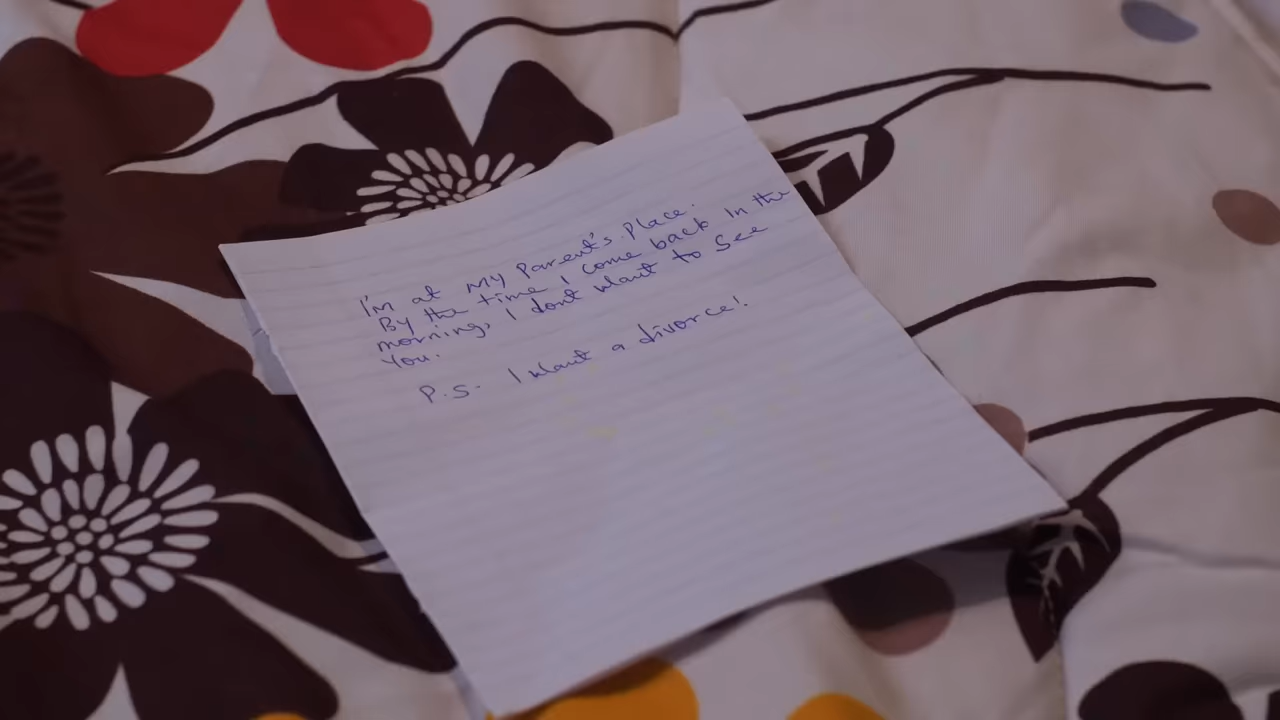 I'm at My Parent's Place.
By the time I come back In the
morning, I dont want to see
You.
P.S. I want a divorce!